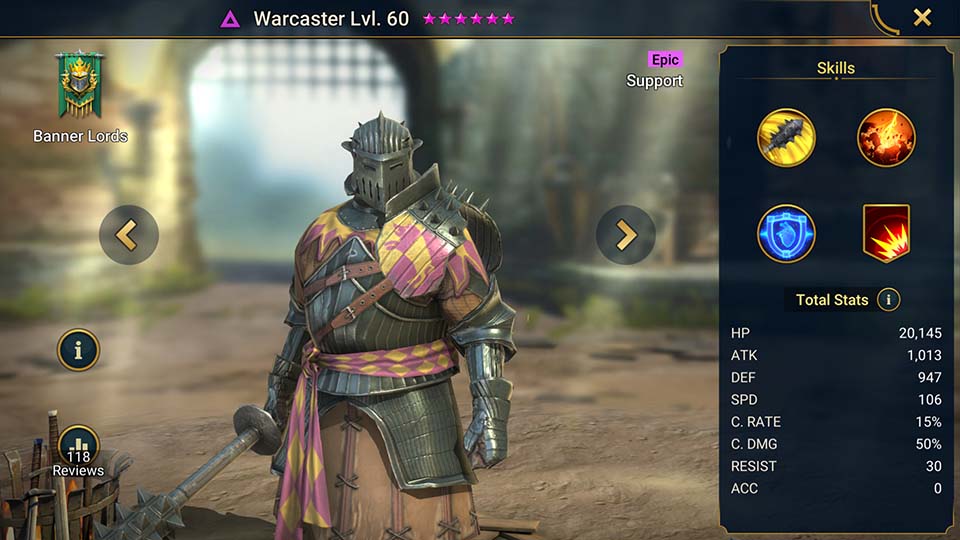 Warcaster Lvl. 60
Banner Lords
Epic
Support
118
Reviews
Skills
Total Stats
HP 20,145
ATK 1,013
DEF 947
SPD 106
C. RATE 15%
C. DMG 50%
RESIST 30
ACC 0